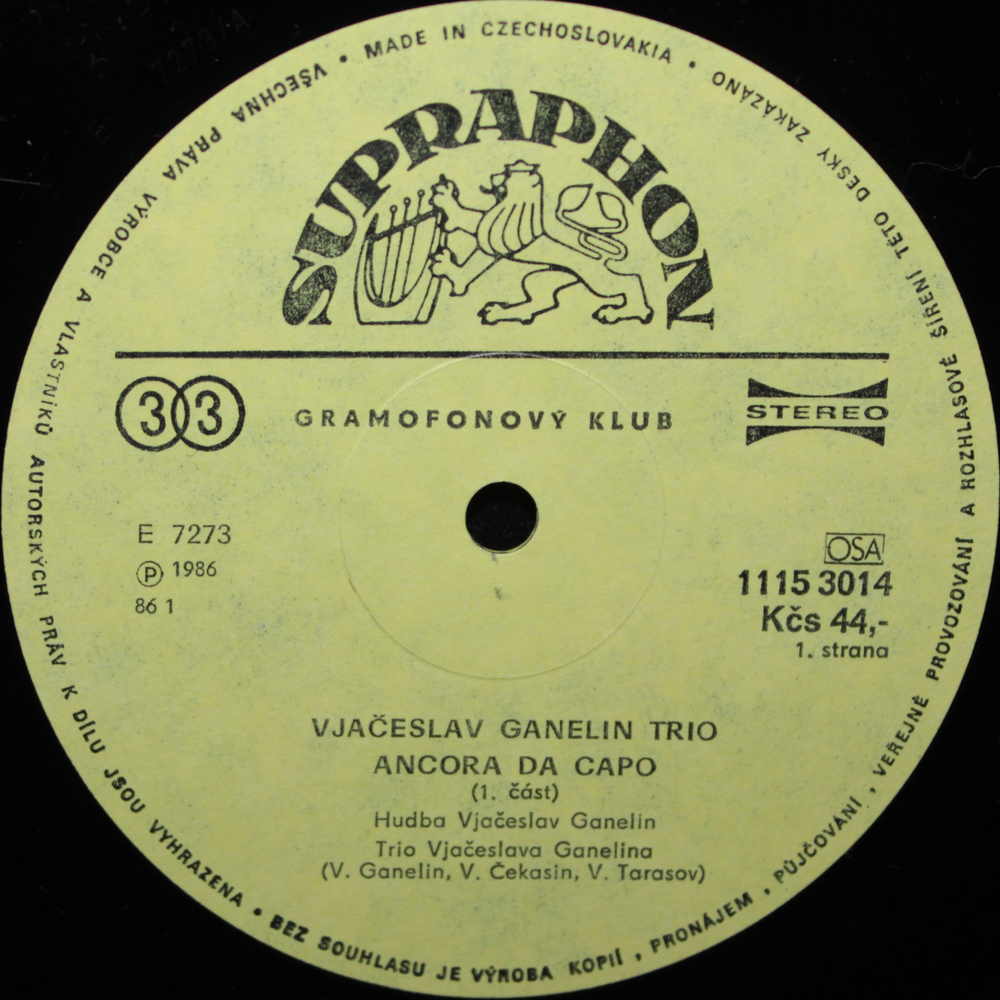 MADE IN CZECHOSLOVAKIA • VŠECHNA PRÁVA VÝROBCE A VLASTNÍKŮ AUTORSKÝCH PRÁV K DÍLU JSOU VYHRAZENA • BEZ SOUHLASU JE VÝROBA KOPIÍ, PRONÁJEM, PŮJČOVÁNÍ, VEŘEJNÉ PROVOZOVÁNÍ A ROZHLASOVÉ ŠÍŘENÍ TÉTO DESKY ZAKÁZÁNO •
SUPRAPHON
33 GRAMOFONOVÝ KLUB STEREO
E 7273
Ⓟ 1986
86 1
OSA
1115 3014
Kčs 44,-
1. strana
VJAČESLAV GANELIN TRIO
ANCORA DA CAPO
(1. část)
Hudba Vjačeslav Ganelin
Trio Vjačeslava Ganelina
(V. Ganelin, V. Čekasin, V. Tarasov)